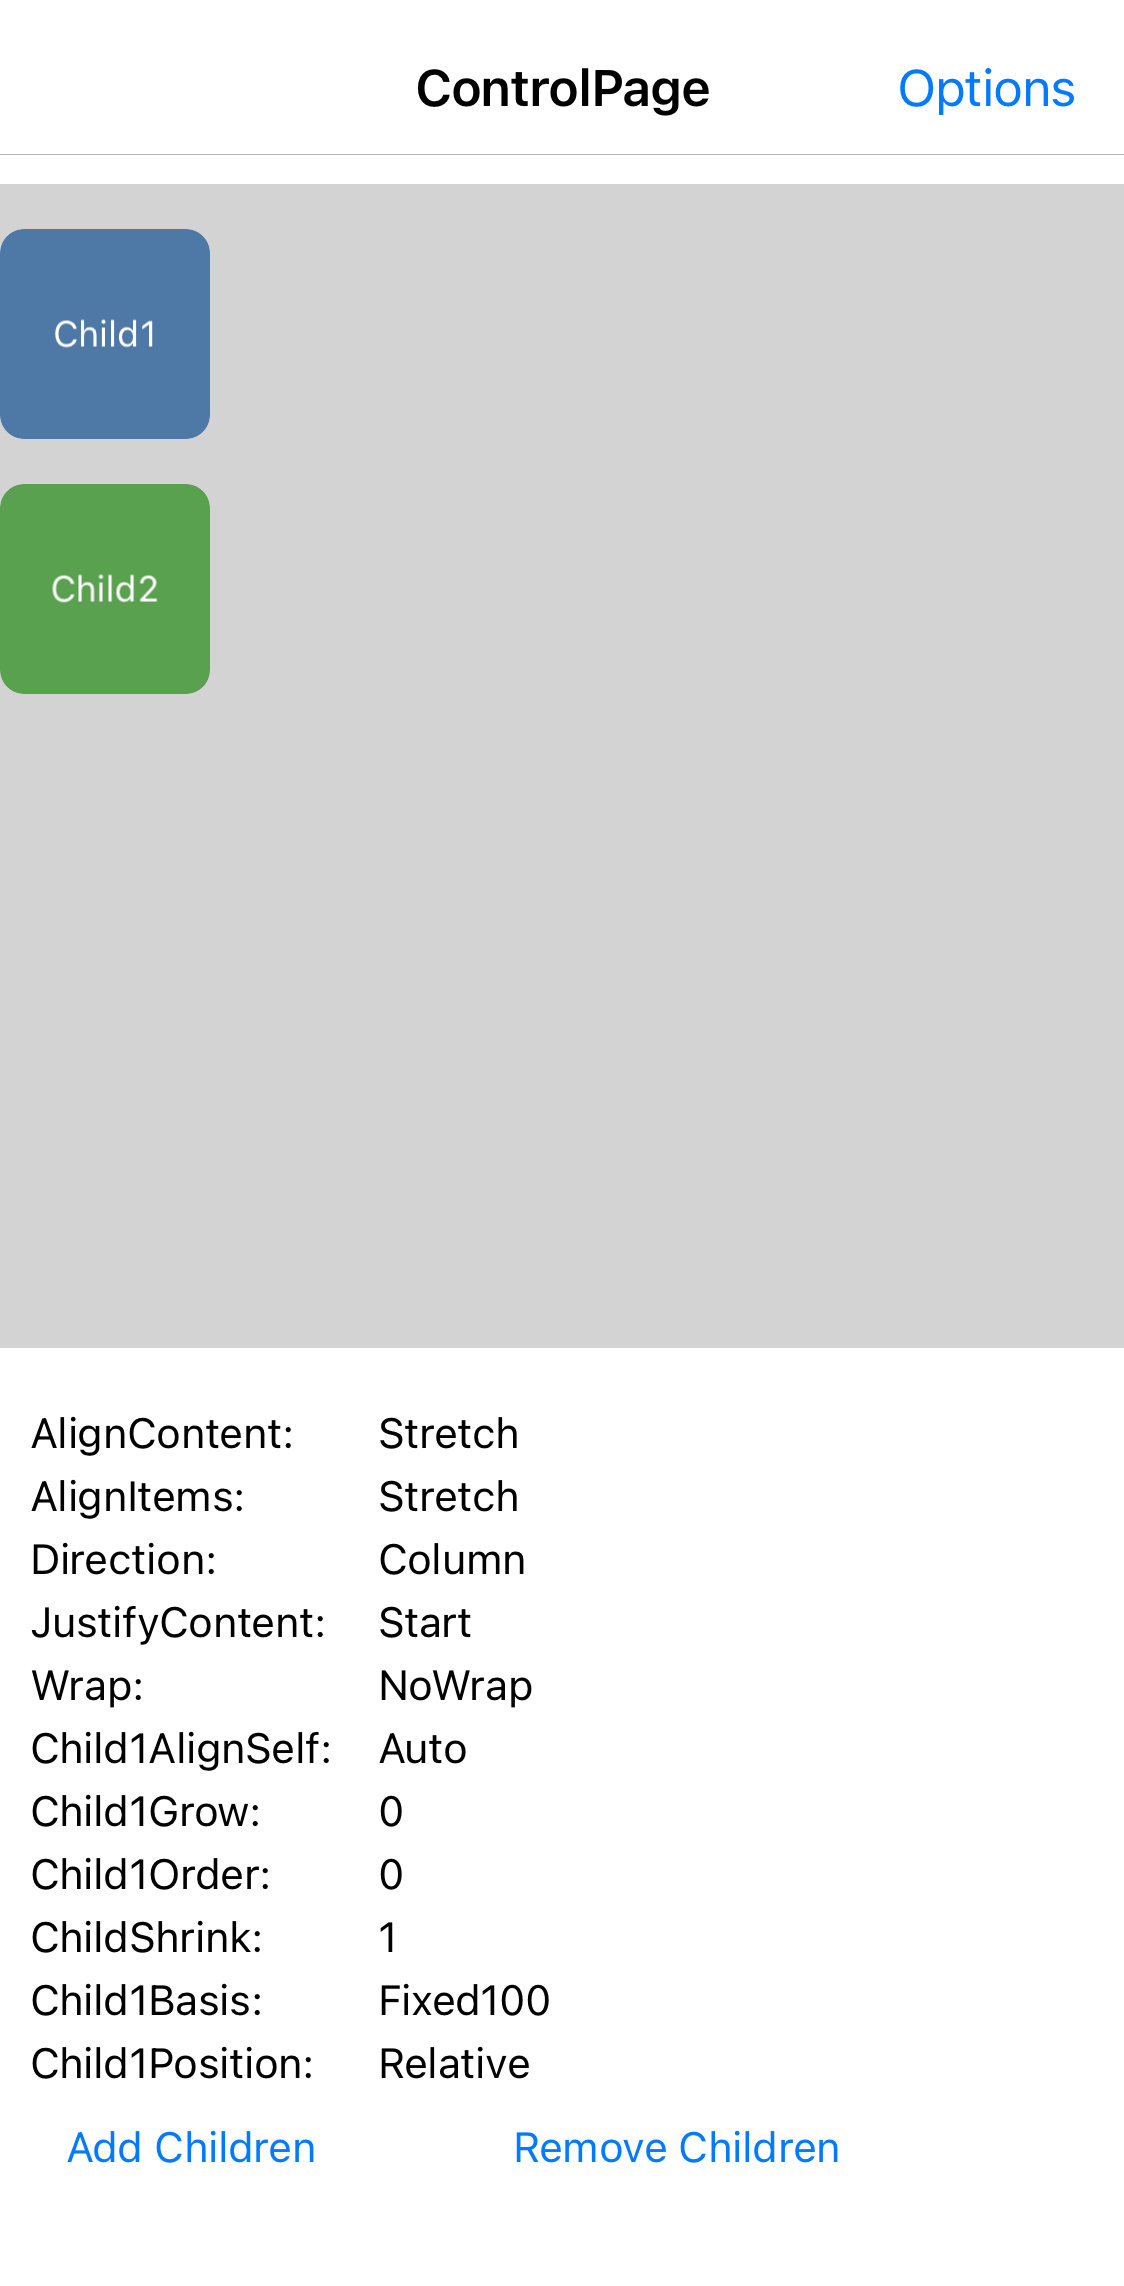 ControlPage
Options
Child1
Child2
AlignContent: Stretch
AlignItems: Stretch
Direction: Column
JustifyContent: Start
Wrap: NoWrap
Child1AlignSelf: Auto
Child1Grow: 0
Child1Order: 0
ChildShrink: 1
Child1Basis: Fixed100
Child1Position: Relative
Add Children Remove Children